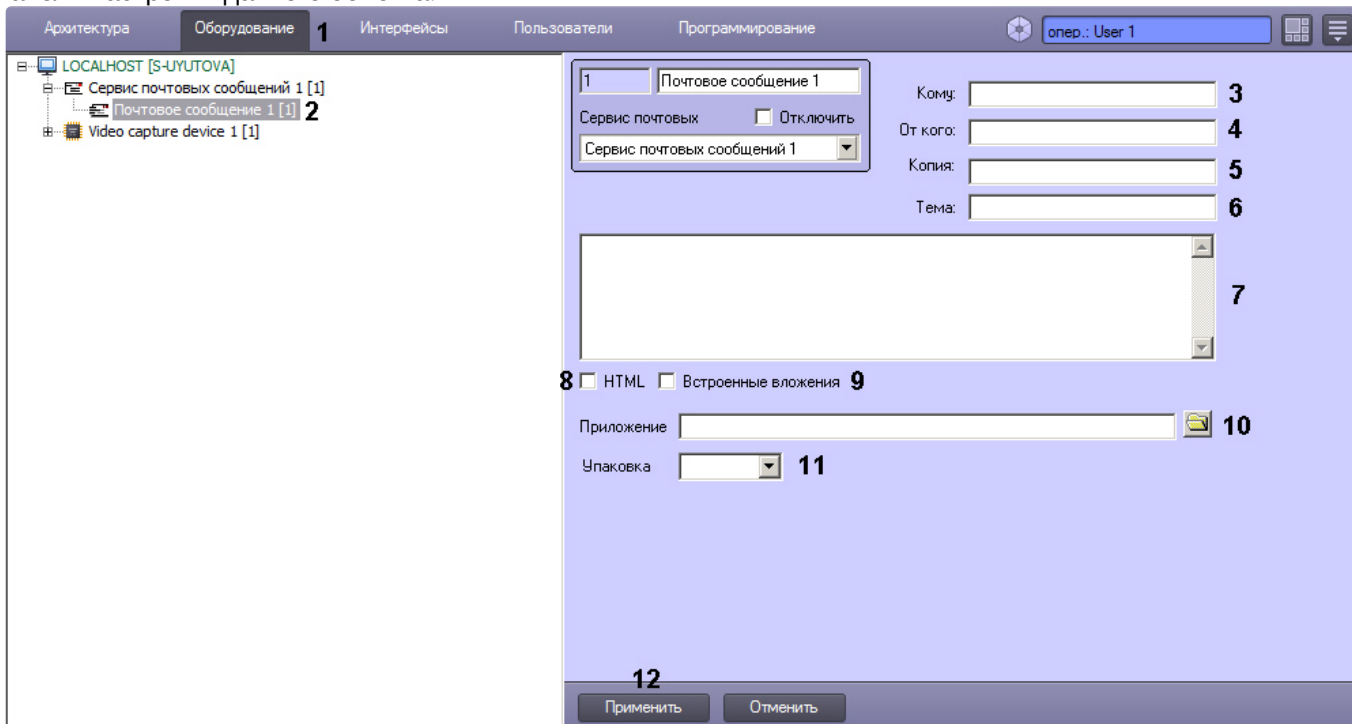 Архитектура Оборудование 1 Интерфейсы Пользователи Программирование опер.: User 1
LOCALHOST [S-UYUTOVA]
Сервис почтовых сообщений 1 [1]
Почтовое сообщение 1 [1] 2
Video capture device 1 [1]
1 Почтовое сообщение 1
Сервис почтовых Отключить
Сервис почтовых сообщений 1
Кому: 3
От кого: 4
Копия: 5
Тема: 6
7
8 HTML Встроенные вложения 9
Приложение 10
Упаковка 11
12
Применить Отменить